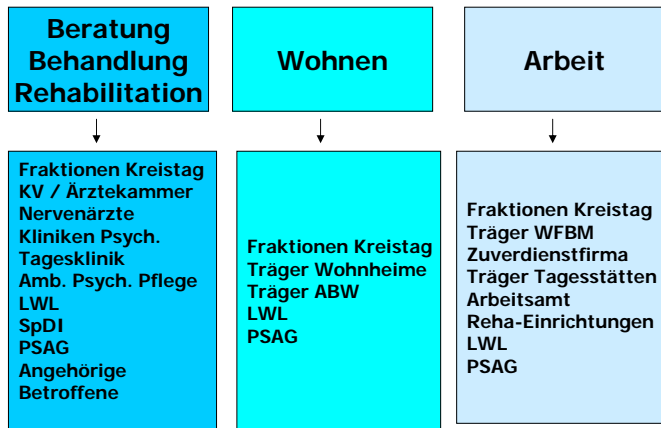 Beratung
Behandlung
Rehabilitation
Wohnen
Arbeit
Fraktionen Kreistag
KV / Ärztekammer
Nervenärzte
Kliniken Psych.
Tagesklinik
Amb. Psych. Pflege
LWL
SpDI
PSAG
Angehörige
Betroffene
Fraktionen Kreistag
Träger Wohnheime
Träger ABW
LWL
PSAG
Fraktionen Kreistag
Träger WFBM
Zuverdienstfirma
Träger Tagesstätten
Arbeitsamt
Reha-Einrichtungen
LWL
PSAG